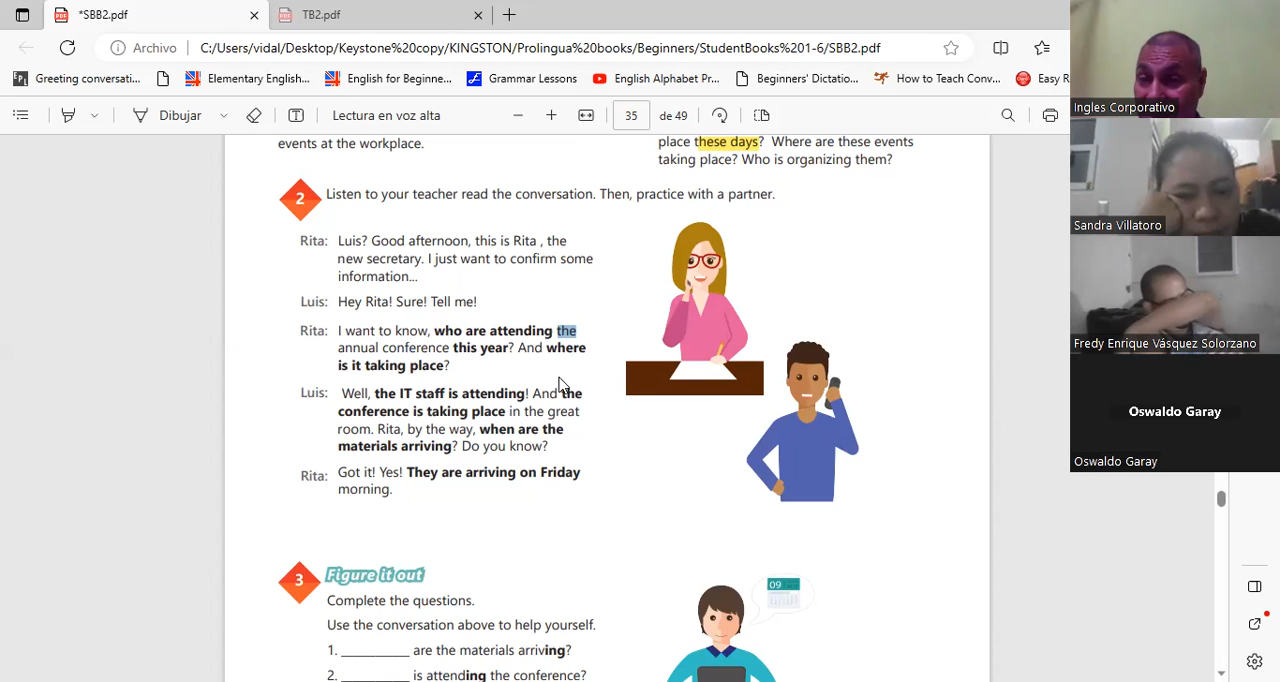 *SBB2.pdf
TB2.pdf
Archivo
C:/Users/vidal/Desktop/Keystone%20copy/KINGSTON/Prolingua%20books/Beginners/StudentBooks%201-6/SBB2.pdf
Greeting conversati...
Elementary English...
English for Beginne...
Grammar Lessons
English Alphabet Pr...
Beginners' Dictatio...
How to Teach Conv...
Easy R
Dibujar
Lectura en voz alta
35
de 49
events at the workplace.
place these days? Where are these events
taking place? Who is organizing them?
2
Listen to your teacher read the conversation. Then, practice with a partner.
Rita: Luis? Good afternoon, this is Rita , the
new secretary. I just want to confirm some
information...
Luis: Hey Rita! Sure! Tell me!
Rita: I want to know, who are attending the
annual conference this year? And where
is it taking place?
Luis: Well, the IT staff is attending! And the
conference is taking place in the great
room. Rita, by the way, when are the
materials arriving? Do you know?
Rita: Got it! Yes! They are arriving on Friday
morning.
3
Figure it out
09
Complete the questions.
Use the conversation above to help yourself.
1. __________ are the materials arriving?
2. __________ is attending the conference?
Ingles Corporativo
Sandra Villatoro
Fredy Enrique Vásquez Solorzano
Oswaldo Garay
Oswaldo Garay